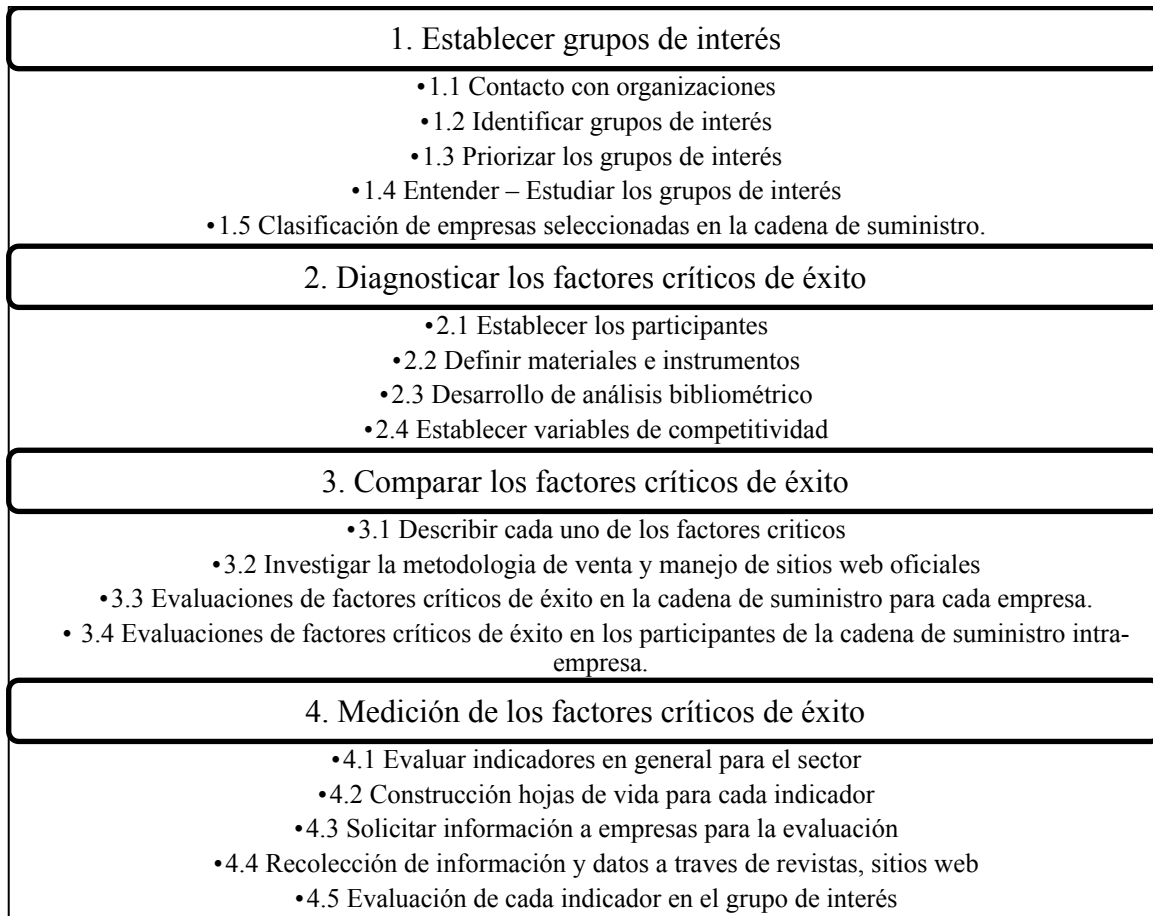 1. Establecer grupos de interés
•1.1 Contacto con organizaciones
•1.2 Identificar grupos de interés
•1.3 Priorizar los grupos de interés
•1.4 Entender – Estudiar los grupos de interés
•1.5 Clasificación de empresas seleccionadas en la cadena de suministro.
2. Diagnosticar los factores críticos de éxito
•2.1 Establecer los participantes
•2.2 Definir materiales e instrumentos
•2.3 Desarrollo de análisis bibliométrico
•2.4 Establecer variables de competitividad
3. Comparar los factores críticos de éxito
•3.1 Describir cada uno de los factores criticos
•3.2 Investigar la metodologia de venta y manejo de sitios web oficiales
•3.3 Evaluaciones de factores críticos de éxito en la cadena de suministro para cada empresa.
• 3.4 Evaluaciones de factores críticos de éxito en los participantes de la cadena de suministro intra-
empresa.
4. Medición de los factores críticos de éxito
•4.1 Evaluar indicadores en general para el sector
•4.2 Construcción hojas de vida para cada indicador
•4.3 Solicitar información a empresas para la evaluación
•4.4 Recolección de información y datos a traves de revistas, sitios web
•4.5 Evaluación de cada indicador en el grupo de interés